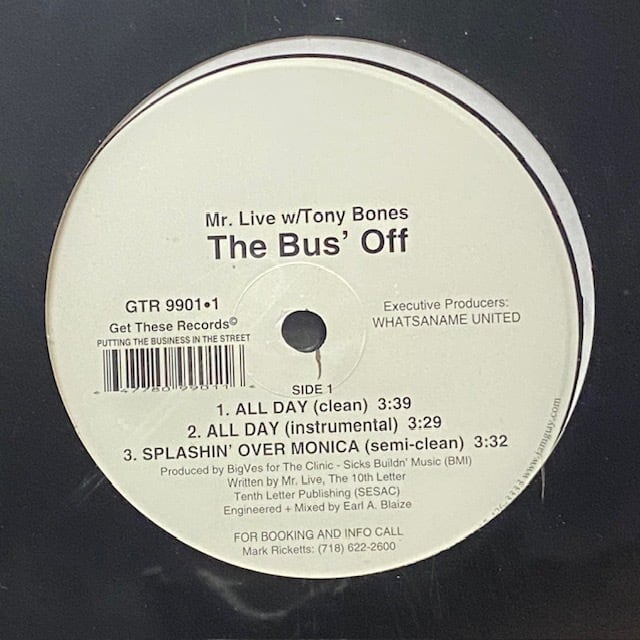 Mr. Live w/Tony Bones
The Bus' Off
GTR 9901•1
Get These Records©
PUTTING THE BUSINESS IN THE STREET
Executive Producers:
WHATSANAME UNITED
SIDE 1
1. ALL DAY (clean) 3:39
2. ALL DAY (instrumental) 3:29
3. SPLASHIN' OVER MONICA (semi-clean) 3:32
Produced by BigVes for The Clinic - Sicks Buildn' Music (BMI)
Written by Mr. Live, The 10th Letter
Tenth Letter Publishing (SESAC)
Engineered + Mixed by Earl A. Blaize
FOR BOOKING AND INFO CALL
Mark Ricketts: (718) 622-2600
www.jamguy.com